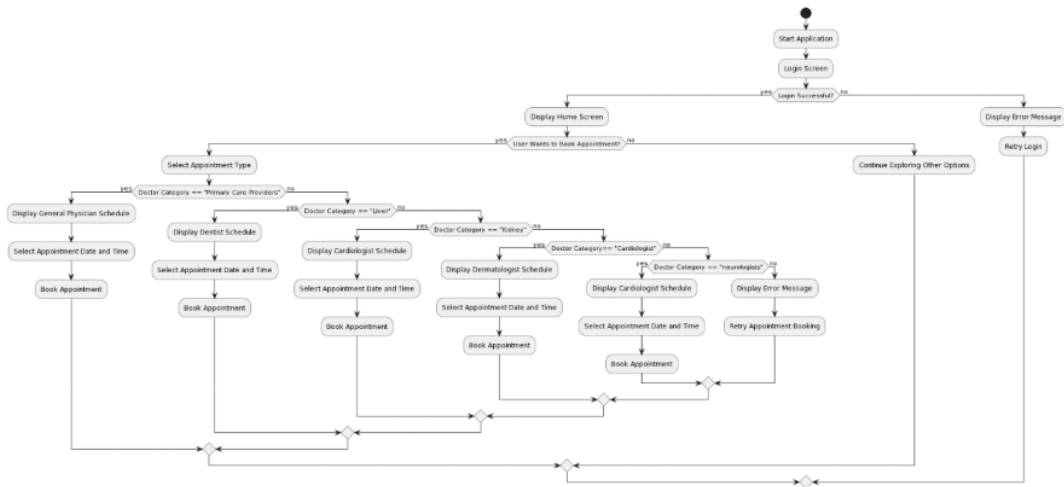 Start Application
Login Screen
yes
Login Successful?
no
Display Home Screen
Display Error Message
yes
User Wants to Book Appointment?
no
Retry Login
Select Appointment Type
Continue Exploring Other Options
yes
Doctor Category == "Primary Care Providers"
no
Display General Physician Schedule
yes
Doctor Category == "Liver"
no
Select Appointment Date and Time
Display Dentist Schedule
yes
Doctor Category == "Kidney"
no
Book Appointment
Select Appointment Date and Time
Display Cardiologist Schedule
yes
Doctor Category== "Cardiologist"
no
Book Appointment
Select Appointment Date and Time
Display Dermatologist Schedule
yes
Doctor Category == "neurologists"
no
Book Appointment
Select Appointment Date and Time
Display Cardiologist Schedule
Display Error Message
Book Appointment
Select Appointment Date and Time
Retry Appointment Booking
Book Appointment